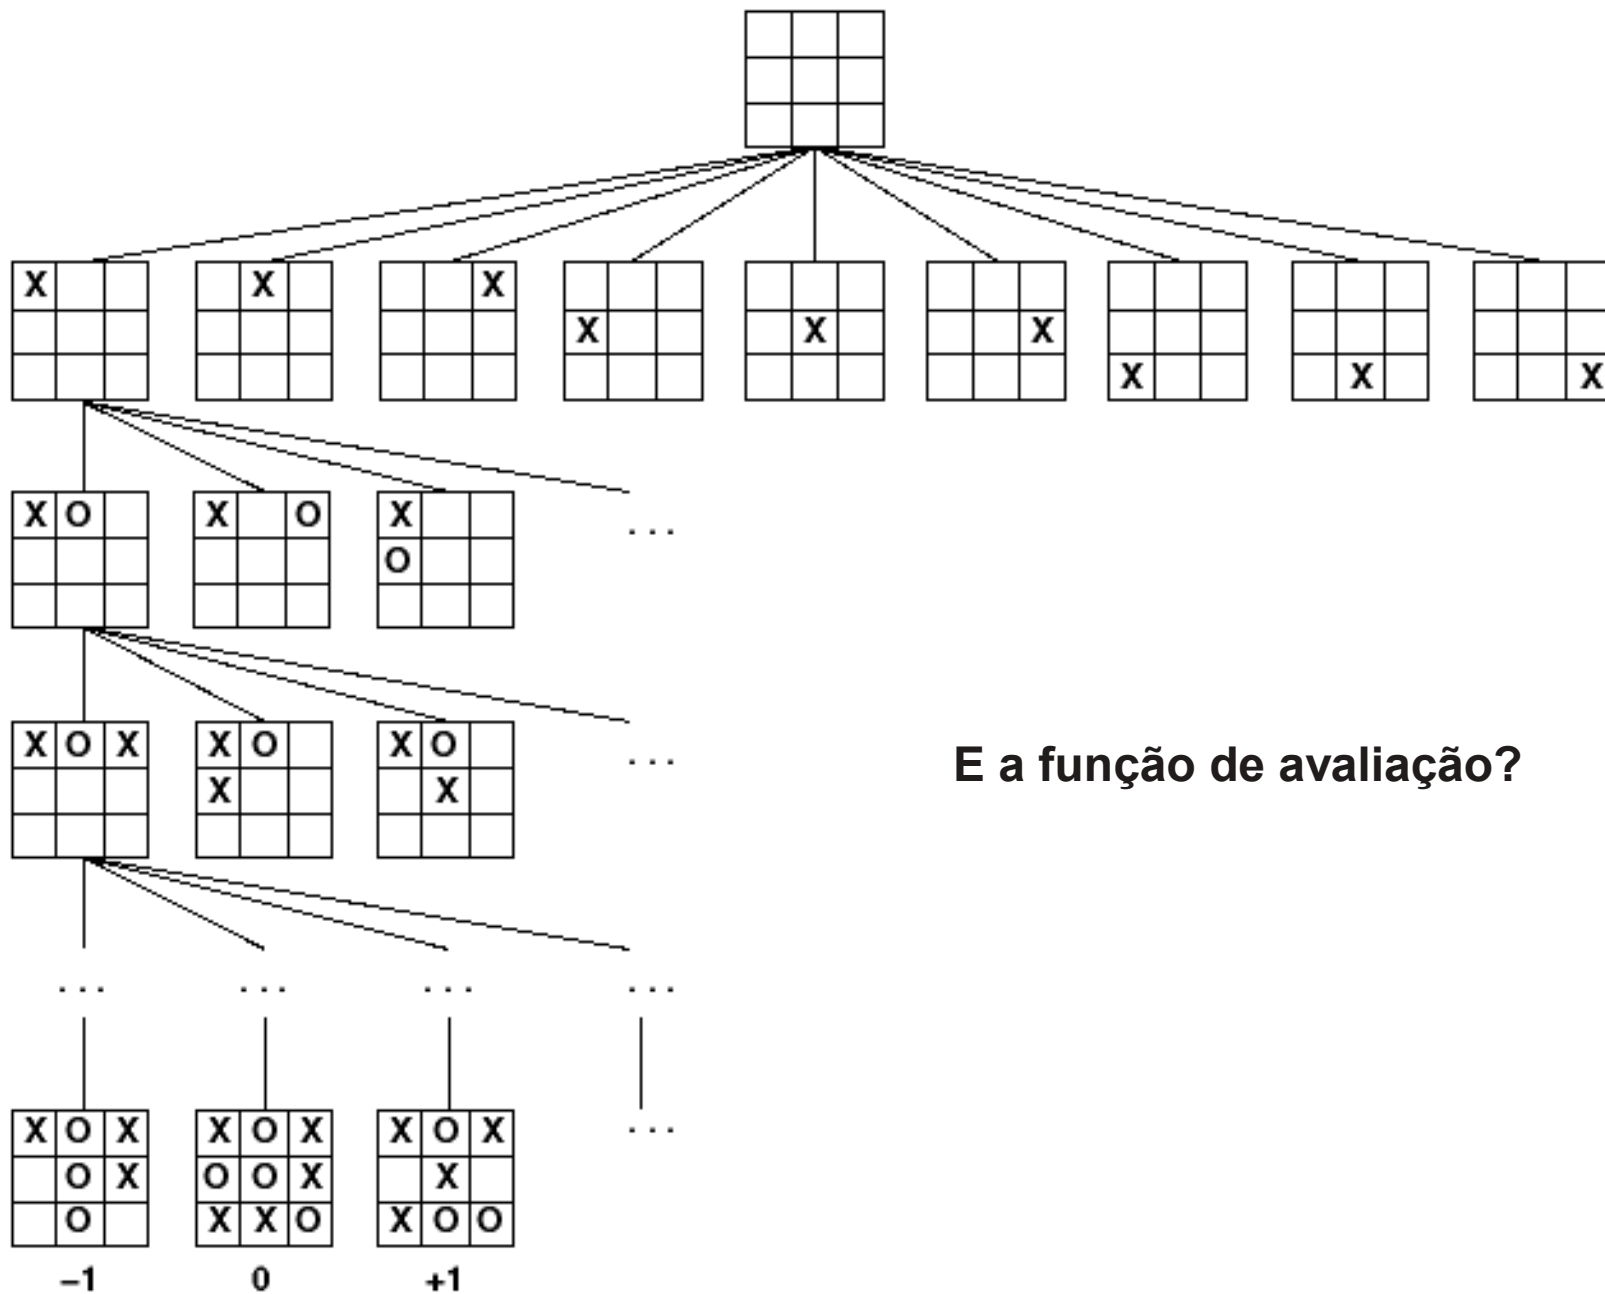 X X X X X X X X X
X O X O X
O
. . .
X O X X O X O
X X
. . .
E a função de avaliação?
. . . . . . . . . . . .
X O X X O X X O X
. . .
O X O O X X
O X X O X O O
−1 0 +1